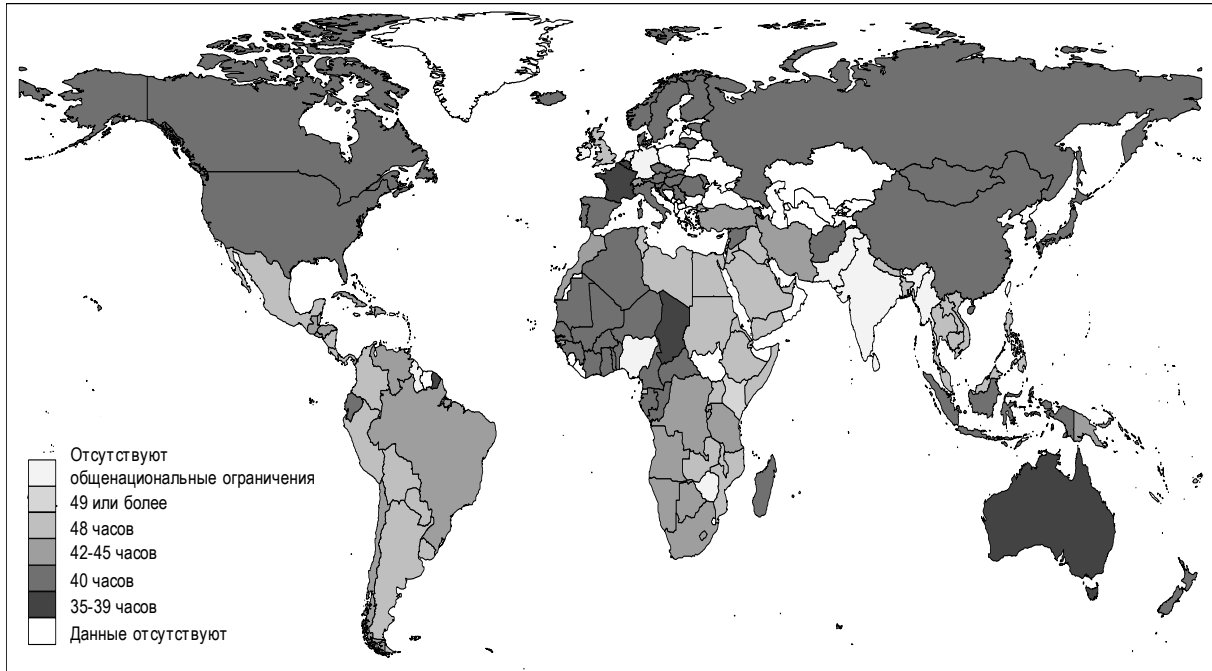 Отсутствуют
общенациональные ограничения
49 или более
48 часов
42-45 часов
40 часов
35-39 часов
Данные отсутствуют